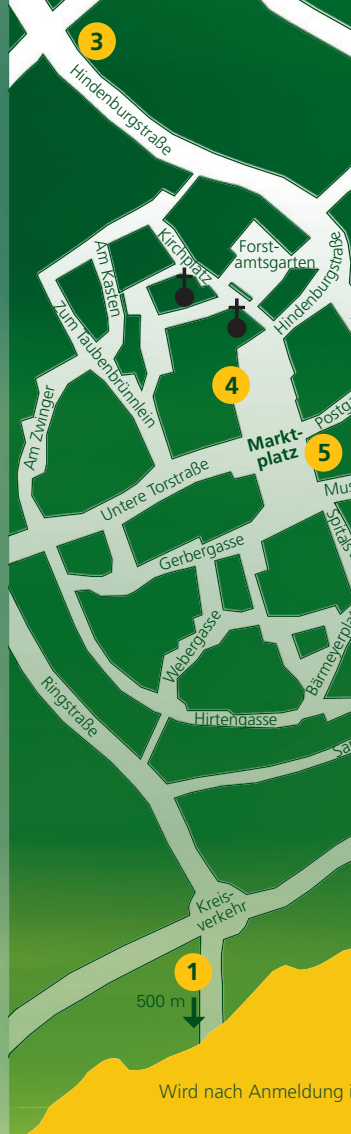 3
Hindenburgstraße
Kirchplatz
Forst-
amtsgarten
Am Kasten
Hindenburgstraße
Zum Taubenbrünnlein
4
Am Zwinger
Markt-
platz
5
Untere Torstraße
Gerbergasse
Webergasse
Ringstraße
Hirtengasse
Kreis-
verkehr
1
500 m
Wird nach Anmeldung